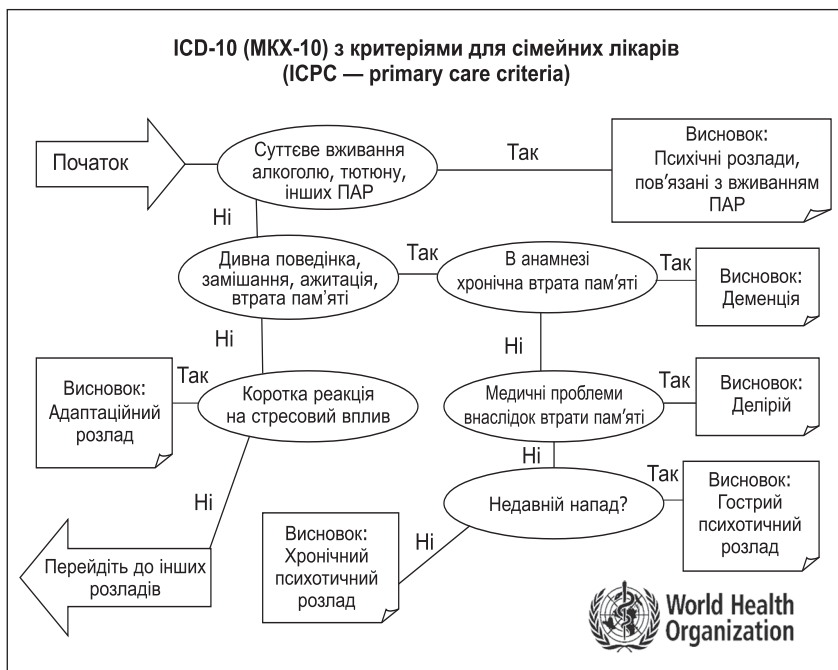 ICD-10 (МКХ-10) з критеріями для сімейних лікарів
(ICPC — primary care criteria)
Початок
Суттєве вживання
алкоголю, тютюну,
інших ПАР
Так
Висновок:
Психічні розлади,
пов’язані з вживанням
ПАР
Ні
Дивна поведінка,
замішання, ажитація,
втрата пам’яті
Так
В анамнезі
хронічна втрата пам’яті
Так
Висновок:
Деменція
Ні
Ні
Висновок:
Адаптаційний
розлад
Так
Коротка реакція
на стресовий вплив
Медичні проблеми
внаслідок втрати пам’яті
Так
Висновок:
Делірій
Ні
Ні
Недавній напад?
Так
Висновок:
Гострий
психотичний
розлад
Перейдіть до інших
розладів
Висновок:
Хронічний
психотичний
розлад
Ні
World Health
Organization